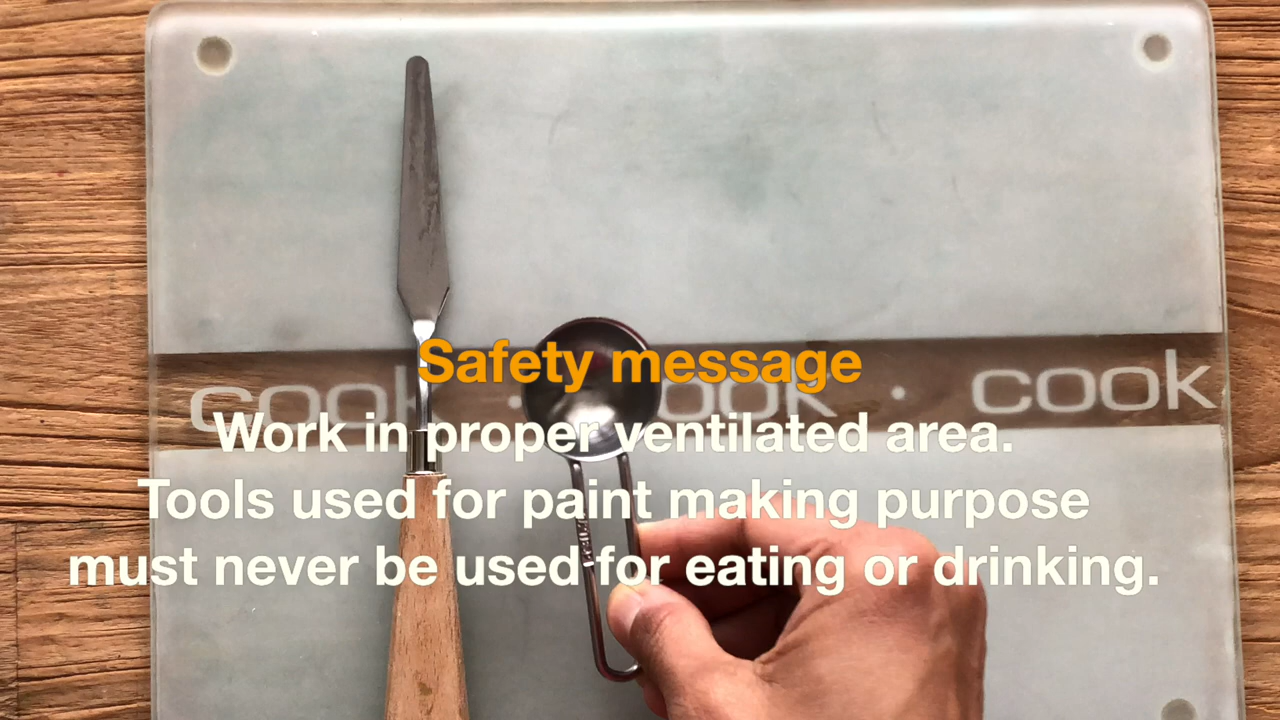 Safety message
cook · cook · cook
Work in proper ventilated area.
Tools used for paint making purpose
must never be used for eating or drinking.